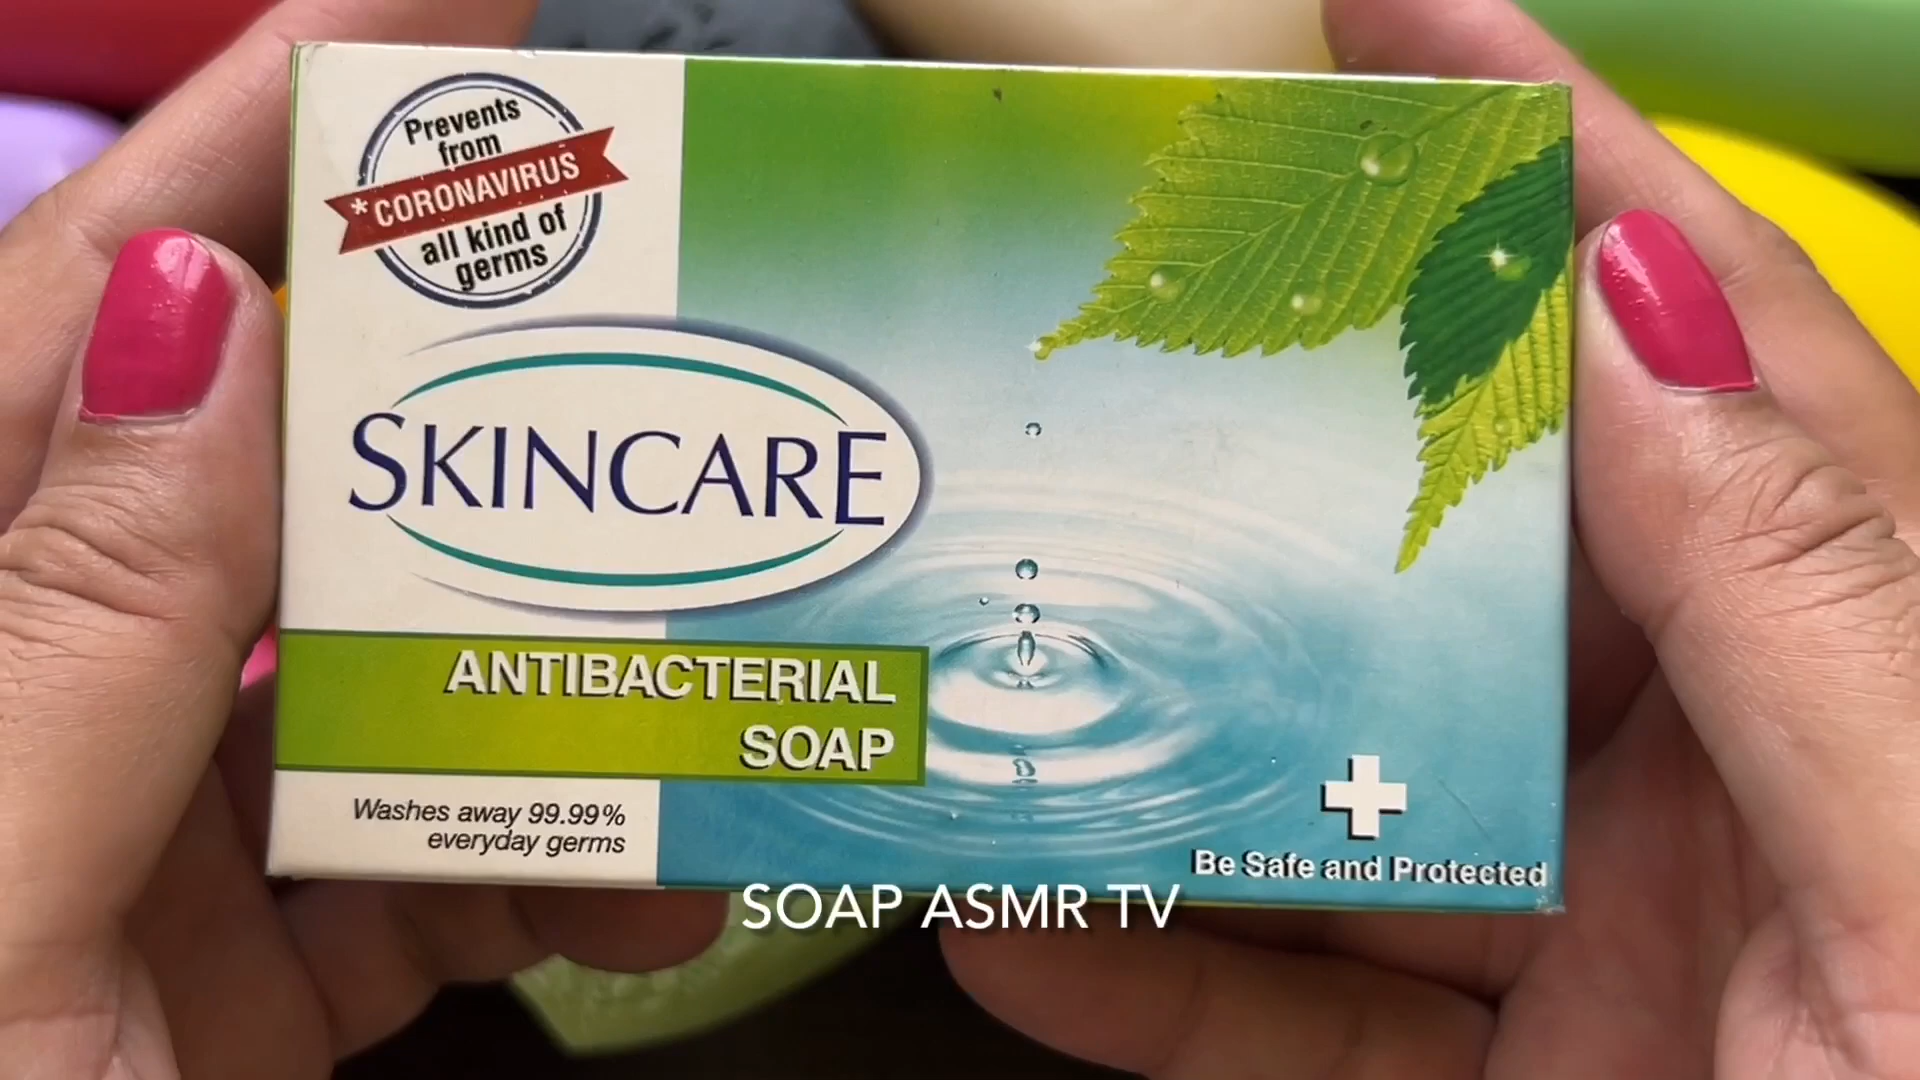 Prevents
from
*CORONAVIRUS
all kind of
germs
SKINCARE
ANTIBACTERIAL
SOAP
Washes away 99.99%
everyday germs
Be Safe and Protected
SOAP ASMR TV